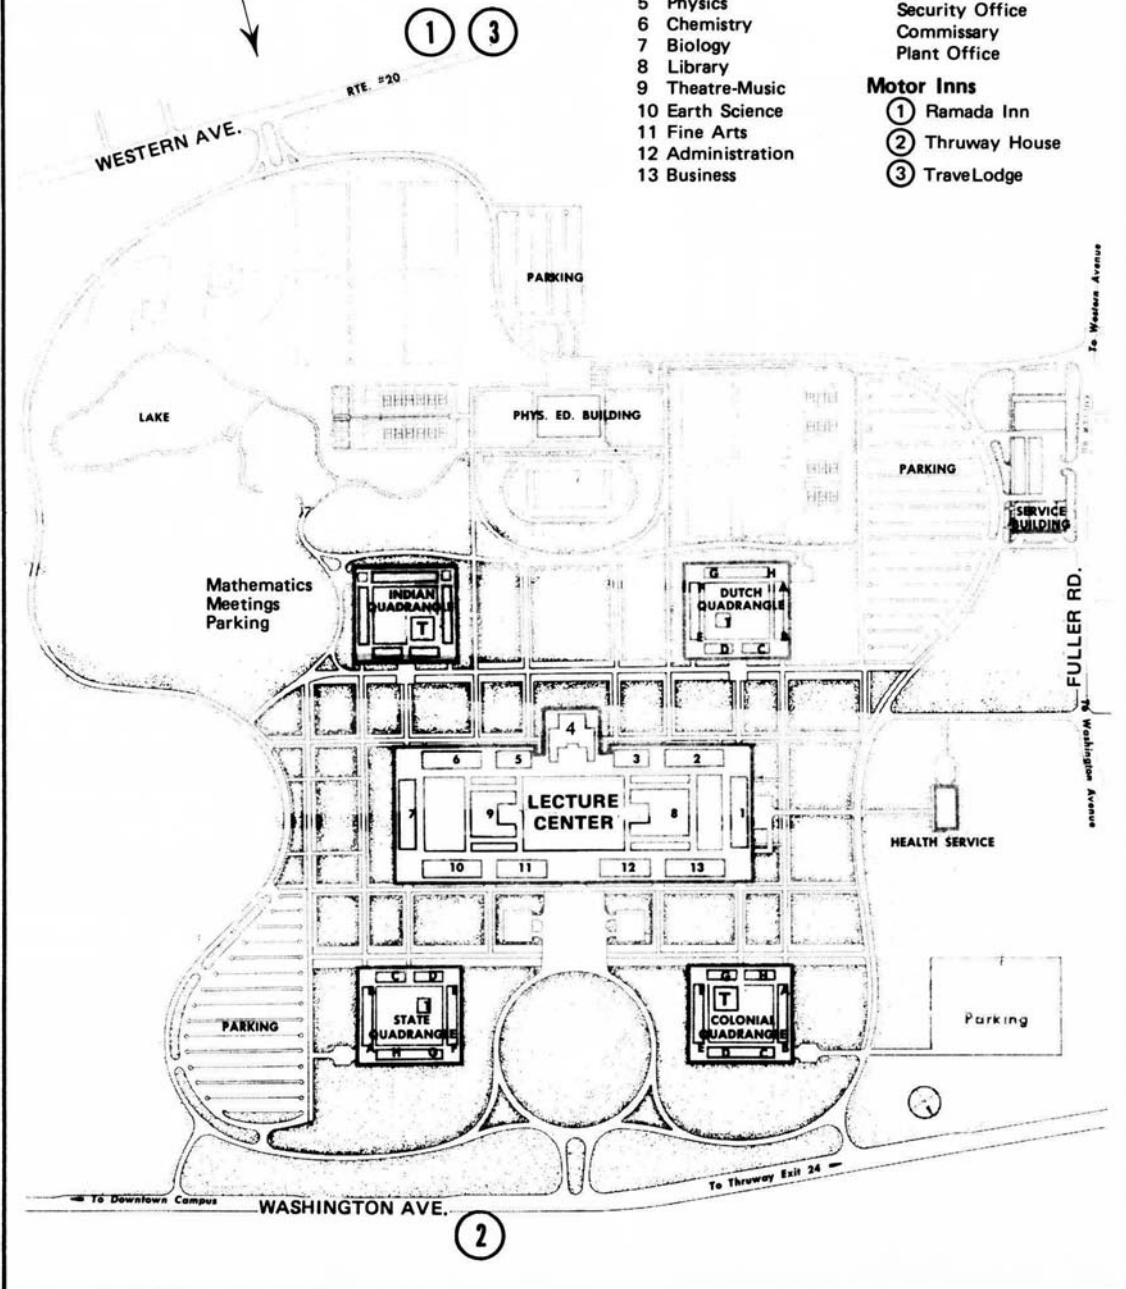 5 Physics
6 Chemistry
7 Biology
8 Library
9 Theatre-Music
10 Earth Science
11 Fine Arts
12 Administration
13 Business
Security Office
Commissary
Plant Office
Motor Inns
1 Ramada Inn
2 Thruway House
3 TraveLodge
1 3
RTE. #20
WESTERN AVE.
PARKING
To Western Avenue
LAKE
PHYS. ED. BUILDING
PARKING
SERVICE
BUILDING
Mathematics
Meetings
Parking
INDIAN
QUADRANGLE
T
G H
DUTCH
QUADRANGLE
D C
FULLER RD.
To Washington Avenue
4
6 5 3 2
7 9 LECTURE
CENTER 8 1
10 11 12 13
HEALTH SERVICE
C D
STATE
QUADRANGLE
H G
G H
T
COLONIAL
QUADRANGLE
D C
PARKING
Parking
To Downtown Campus
WASHINGTON AVE.
To Thruway Exit 24
2